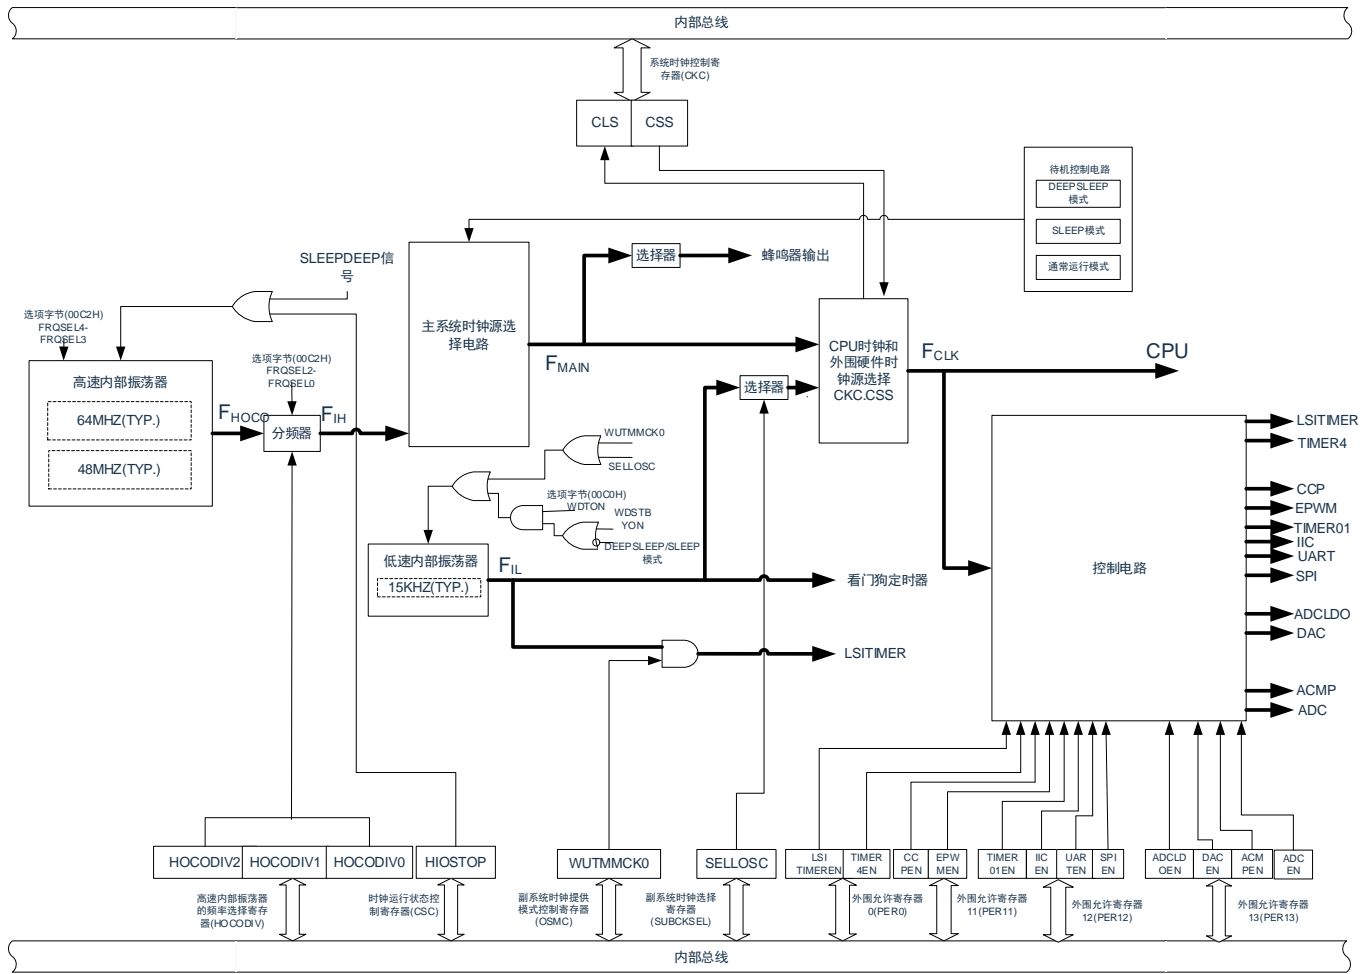 内部总线
系统时钟控制寄
存器(CKC)
CLS
CSS
待机控制电路
DEEPSLEEP
模式
SLEEP模式
通常运行模式
SLEEPDEEP信
号
选择器
蜂鸣器输出
选项字节(00C2H)
FRQSEL4-
FRQSEL3
主系统时钟源选
择电路
FMAIN
CPU时钟和
外围硬件时
钟源选择
CKC.CSS
FCLK
CPU
选项字节(00C2H)
FRQSEL2-
FRQSEL0
高速内部振荡器
64MHZ(TYP.)
48MHZ(TYP.)
FHOCO
分频器
FIH
选择器
WUTMMCK0
SELLOSC
选项字节(00C0H)
WDTON
WDSTB
YON
DEEPSLEEP/SLEEP
模式
低速内部振荡器
15KHZ(TYP.)
FIL
看门狗定时器
LSITIMER
控制电路
LSITIMER
TIMER4
CCP
EPWM
TIMER01
IIC
UART
SPI
ADCLDO
DAC
ACMP
ADC
HOCODIV2
HOCODIV1
HOCODIV0
HIOSTOP
WUTMMCK0
SELLOSC
LSI
TIMEREN
TIMER
4EN
CC
PEN
EPW
MEN
TIMER
01EN
IIC
EN
UAR
TEN
SPI
EN
ADCLD
OEN
DAC
EN
ACM
PEN
ADC
EN
高速内部振荡器
的频率选择寄存
器(HOCODIV)
时钟运行状态控
制寄存器(CSC)
副系统时钟提供
模式控制寄存器
(OSMC)
副系统时钟选择
寄存器
(SUBCKSEL)
外围允许寄存器
0(PER0)
外围允许寄存器
11(PER11)
外围允许寄存器
12(PER12)
外围允许寄存器
13(PER13)
内部总线